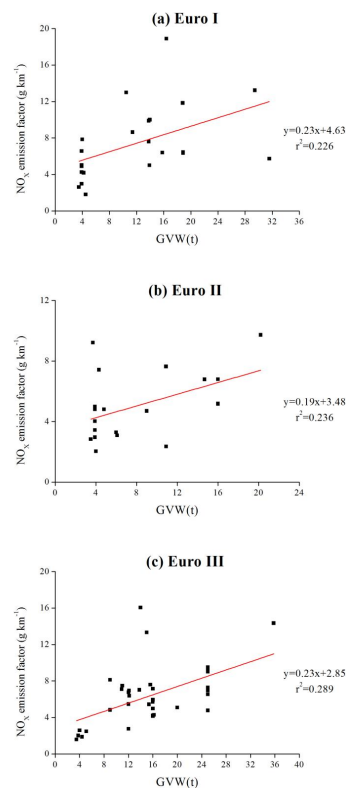 (a) Euro I
NOX emission factor (g km-1)
20
16
12
8
4
0
y=0.23x+4.63
r²=0.226
0 4 8 12 16 20 24 28 32 36
GVW(t)
(b) Euro II
NOX emission factor (g km-1)
12
8
4
0
y=0.19x+3.48
r²=0.236
0 4 8 12 16 20 24
GVW(t)
(c) Euro III
NOX emission factor (g km-1)
20
16
12
8
4
0
y=0.23x+2.85
r²=0.289
0 4 8 12 16 20 24 28 32 36 40
GVW(t)